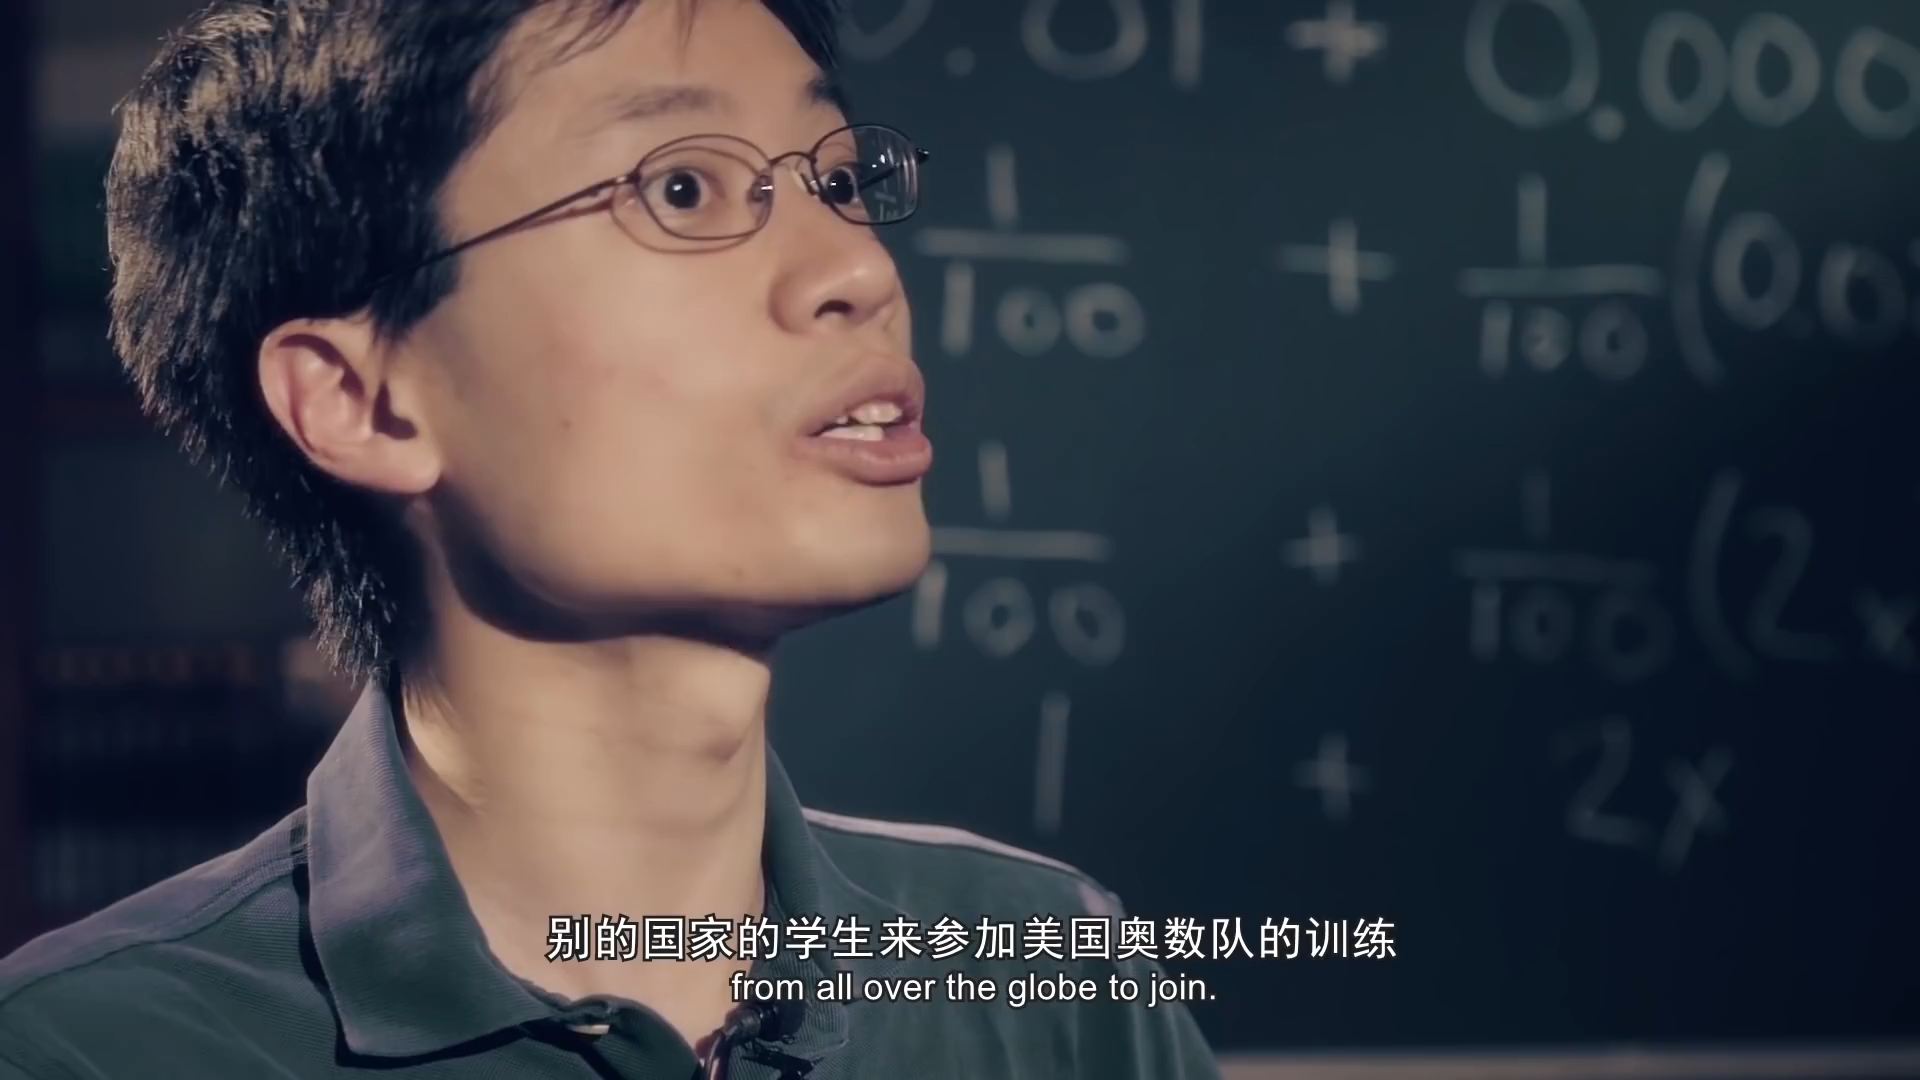 0.01 + 0.000
1/100 + 1/100 (0.0
1/100 + 1/100 (2x
1 + 2x
别的国家的学生来参加美国奥数队的训练
from all over the globe to join.